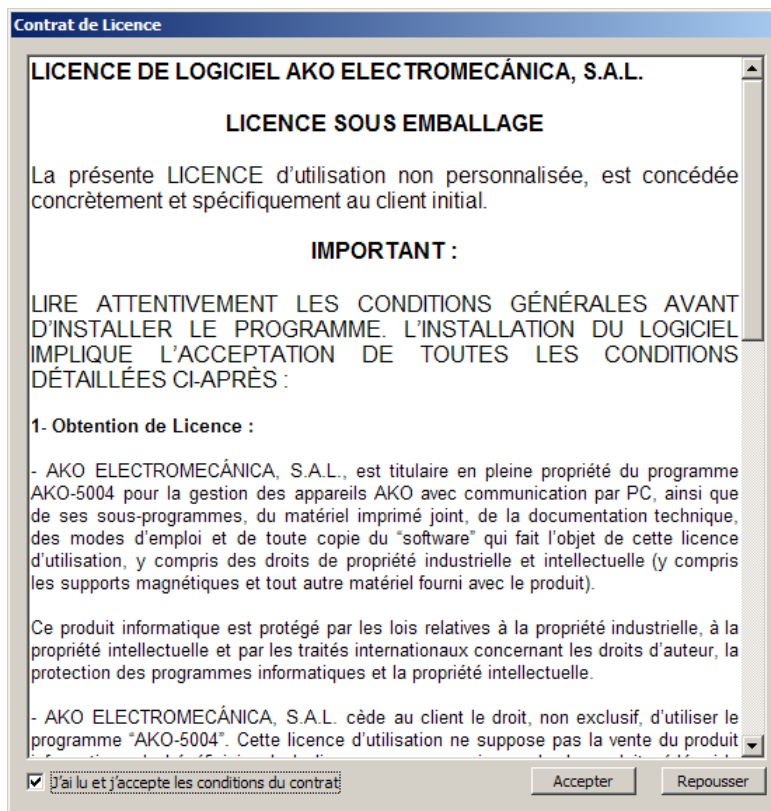 Contrat de Licence
LICENCE DE LOGICIEL AKO ELECTROMECÁNICA, S.A.L.
LICENCE SOUS EMBALLAGE
La présente LICENCE d’utilisation non personnalisée, est concédée
concrètement et spécifiquement au client initial.
IMPORTANT :
LIRE ATTENTIVEMENT LES CONDITIONS GÉNÉRALES AVANT
D’INSTALLER LE PROGRAMME. L’INSTALLATION DU LOGICIEL
IMPLIQUE L’ACCEPTATION DE TOUTES LES CONDITIONS
DÉTAILLÉES CI-APRÈS :
1- Obtention de Licence :
- AKO ELECTROMECÁNICA, S.A.L., est titulaire en pleine propriété du programme
AKO-5004 pour la gestion des appareils AKO avec communication par PC, ainsi que
de ses sous-programmes, du matériel imprimé joint, de la documentation technique,
des modes d’emploi et de toute copie du “software” qui fait l’objet de cette licence
d’utilisation, y compris des droits de propriété industrielle et intellectuelle (y compris
les supports magnétiques et tout autre matériel fourni avec le produit).
Ce produit informatique est protégé par les lois relatives à la propriété industrielle, à la
propriété intellectuelle et par les traités internationaux concernant les droits d’auteur, la
protection des programmes informatiques et la propriété intellectuelle.
- AKO ELECTROMECÁNICA, S.A.L. cède au client le droit, non exclusif, d’utiliser le
programme “AKO-5004”. Cette licence d’utilisation ne suppose pas la vente du produit
J'ai lu et j'accepte les conditions du contrat
Accepter
Repousser